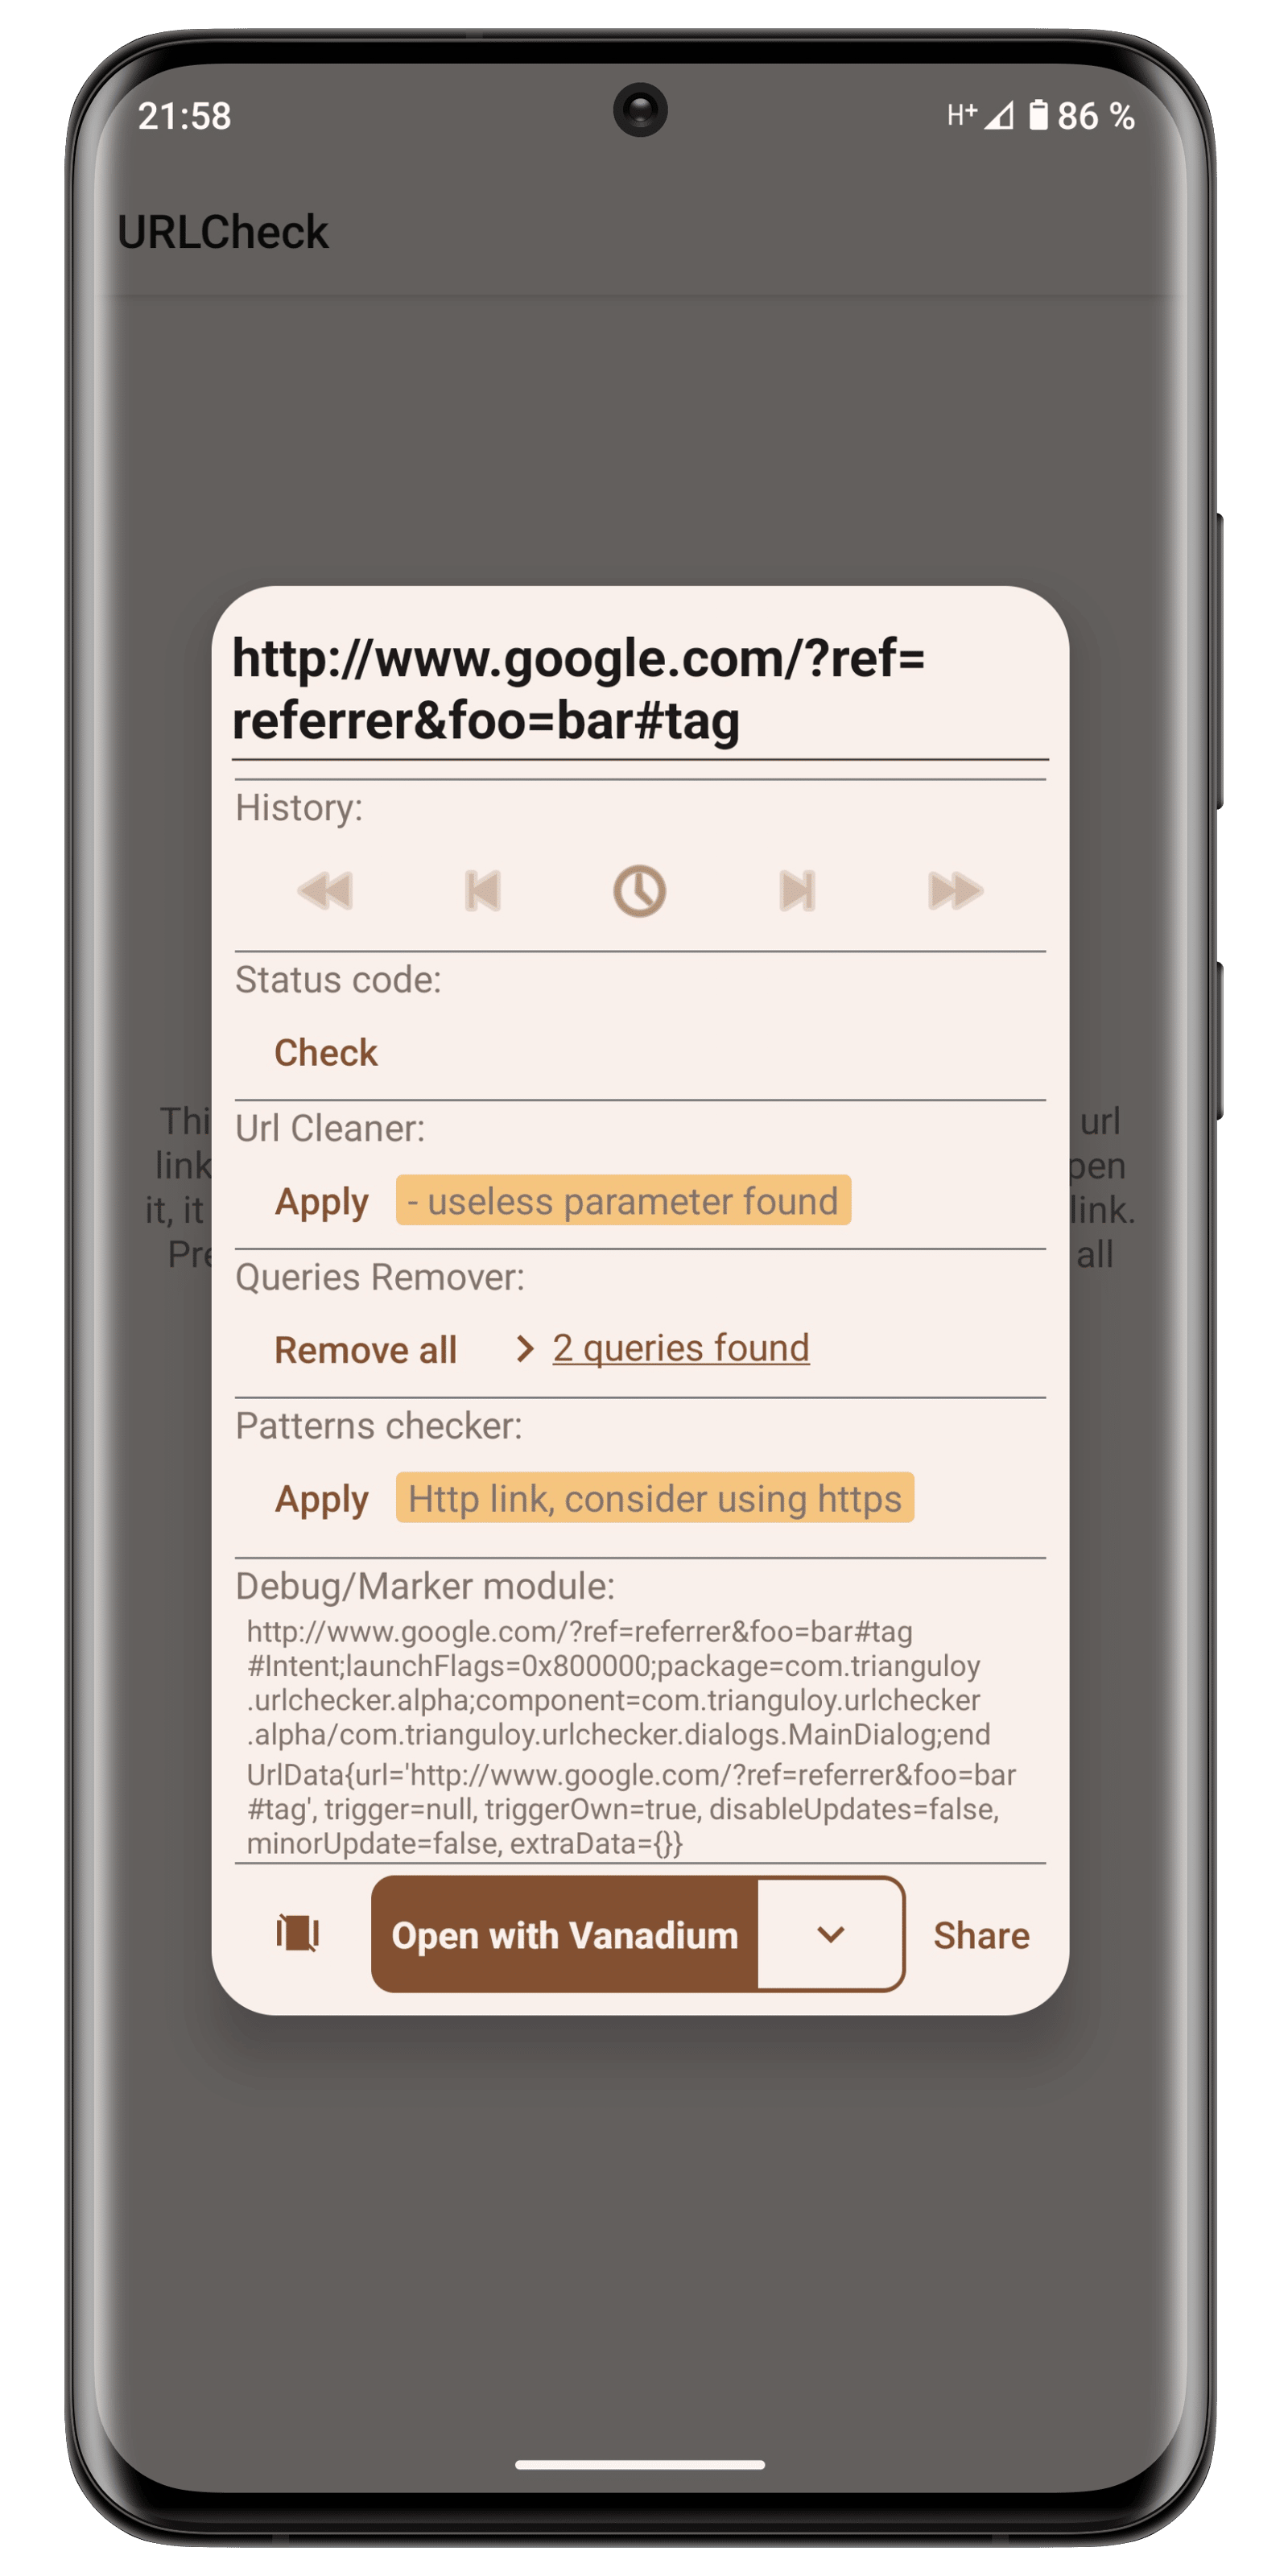 21:58
H+ 86 %
URLCheck
http://www.google.com/?ref=
referrer&foo=bar#tag
History:
Status code:
Check
Url Cleaner:
Apply - useless parameter found
Queries Remover:
Remove all 2 queries found
Patterns checker:
Apply Http link, consider using https
Debug/Marker module:
http://www.google.com/?ref=referrer&foo=bar#tag
#Intent;launchFlags=0x800000;package=com.trianguloy
.urlchecker.alpha;component=com.trianguloy.urlchecker
.alpha/com.trianguloy.urlchecker.dialogs.MainDialog;end
UrlData{url='http://www.google.com/?ref=referrer&foo=bar
#tag', trigger=null, triggerOwn=true, disableUpdates=false,
minorUpdate=false, extraData={}}
Open with Vanadium
Share
url
link
it, it link.
all